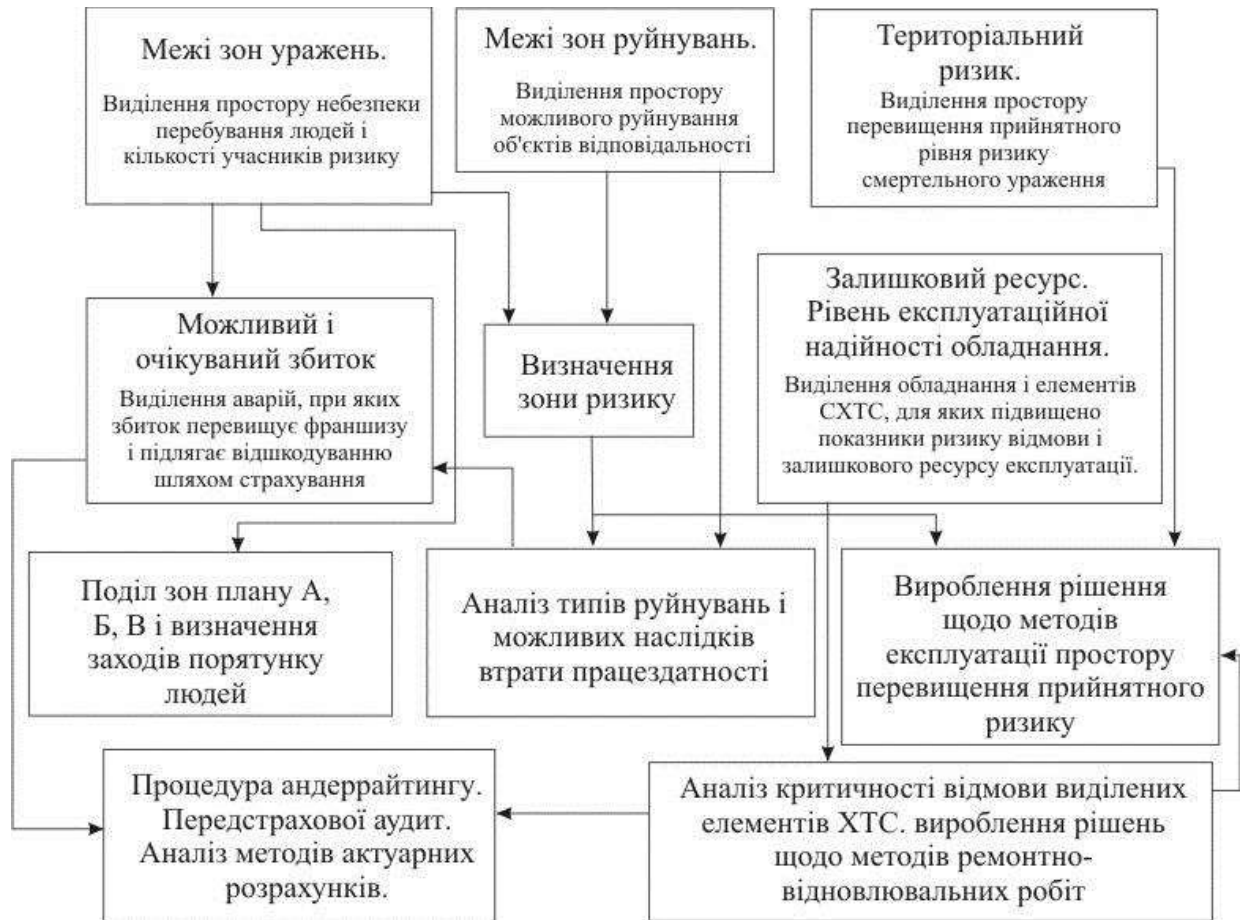 Межі зон уражень.
Виділення простору небезпеки
перебування людей і
кількості учасників ризику
Межі зон руйнувань.
Виділення простору
можливого руйнування
об'єктів відповідальності
Територіальний
ризик.
Виділення простору
перевищення прийнятного
рівня ризику
смертельного ураження
Можливий і
очікуваний збиток
Виділення аварій, при яких
збиток перевищує франшизу
і підлягає відшкодуванню
шляхом страхування
Визначення
зони ризику
Залишковий ресурс.
Рівень експлуатаційної
надійності обладнання.
Виділення обладнання і елементів
СХТС, для яких підвищено
показники ризику відмови і
залишкового ресурсу експлуатації.
Поділ зон плану А,
Б, В і визначення
заходів порятунку
людей
Аналіз типів руйнувань і
можливих наслідків
втрати працездатності
Вироблення рішення
щодо методів
експлуатації простору
перевищення прийнятного
ризику
Процедура андеррайтингу.
Передстрахової аудит.
Аналіз методів актуарних
розрахунків.
Аналіз критичності відмови виділених
елементів ХТС. вироблення рішень
щодо методів ремонтно-
відновлювальних робіт